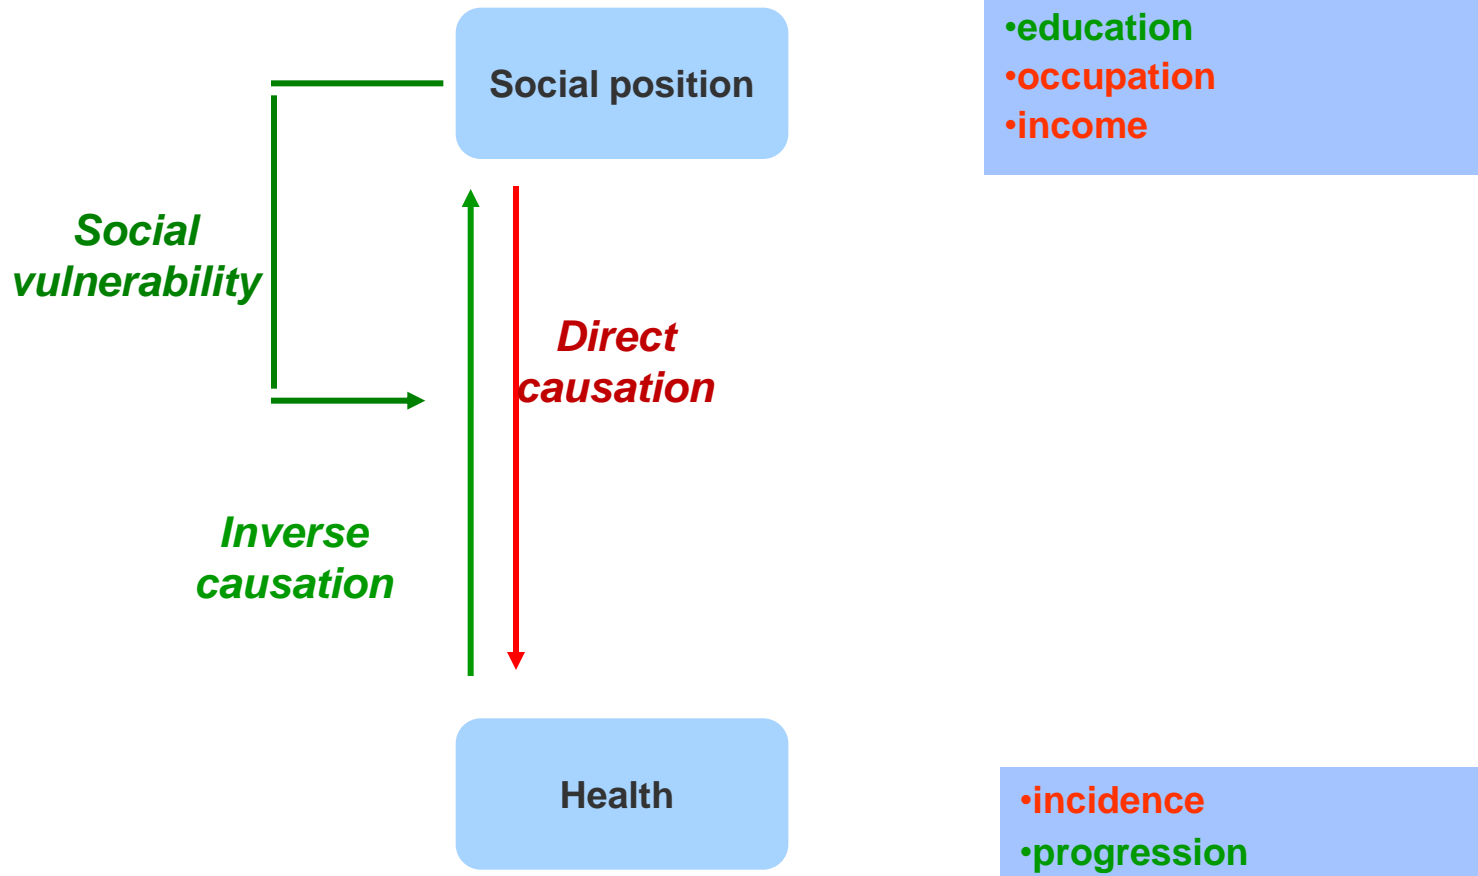 Social position
•education
•occupation
•income
Social
vulnerability
Direct
causation
Inverse
causation
Health
•incidence
•progression